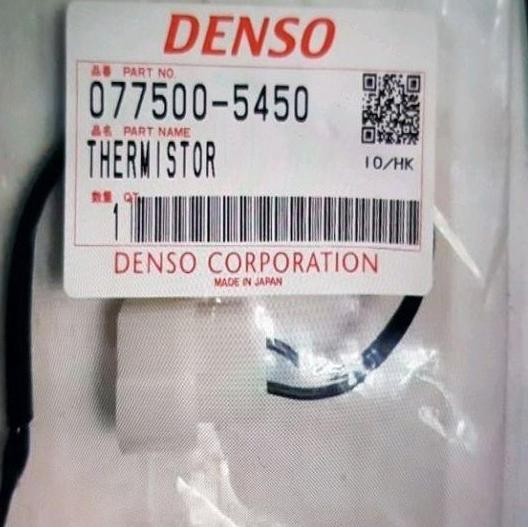 DENSO
品番 PART NO.
077500-5450
品名 PART NAME
THERMISTOR
10/HK
数量 QT
1
DENSO CORPORATION
MADE IN JAPAN